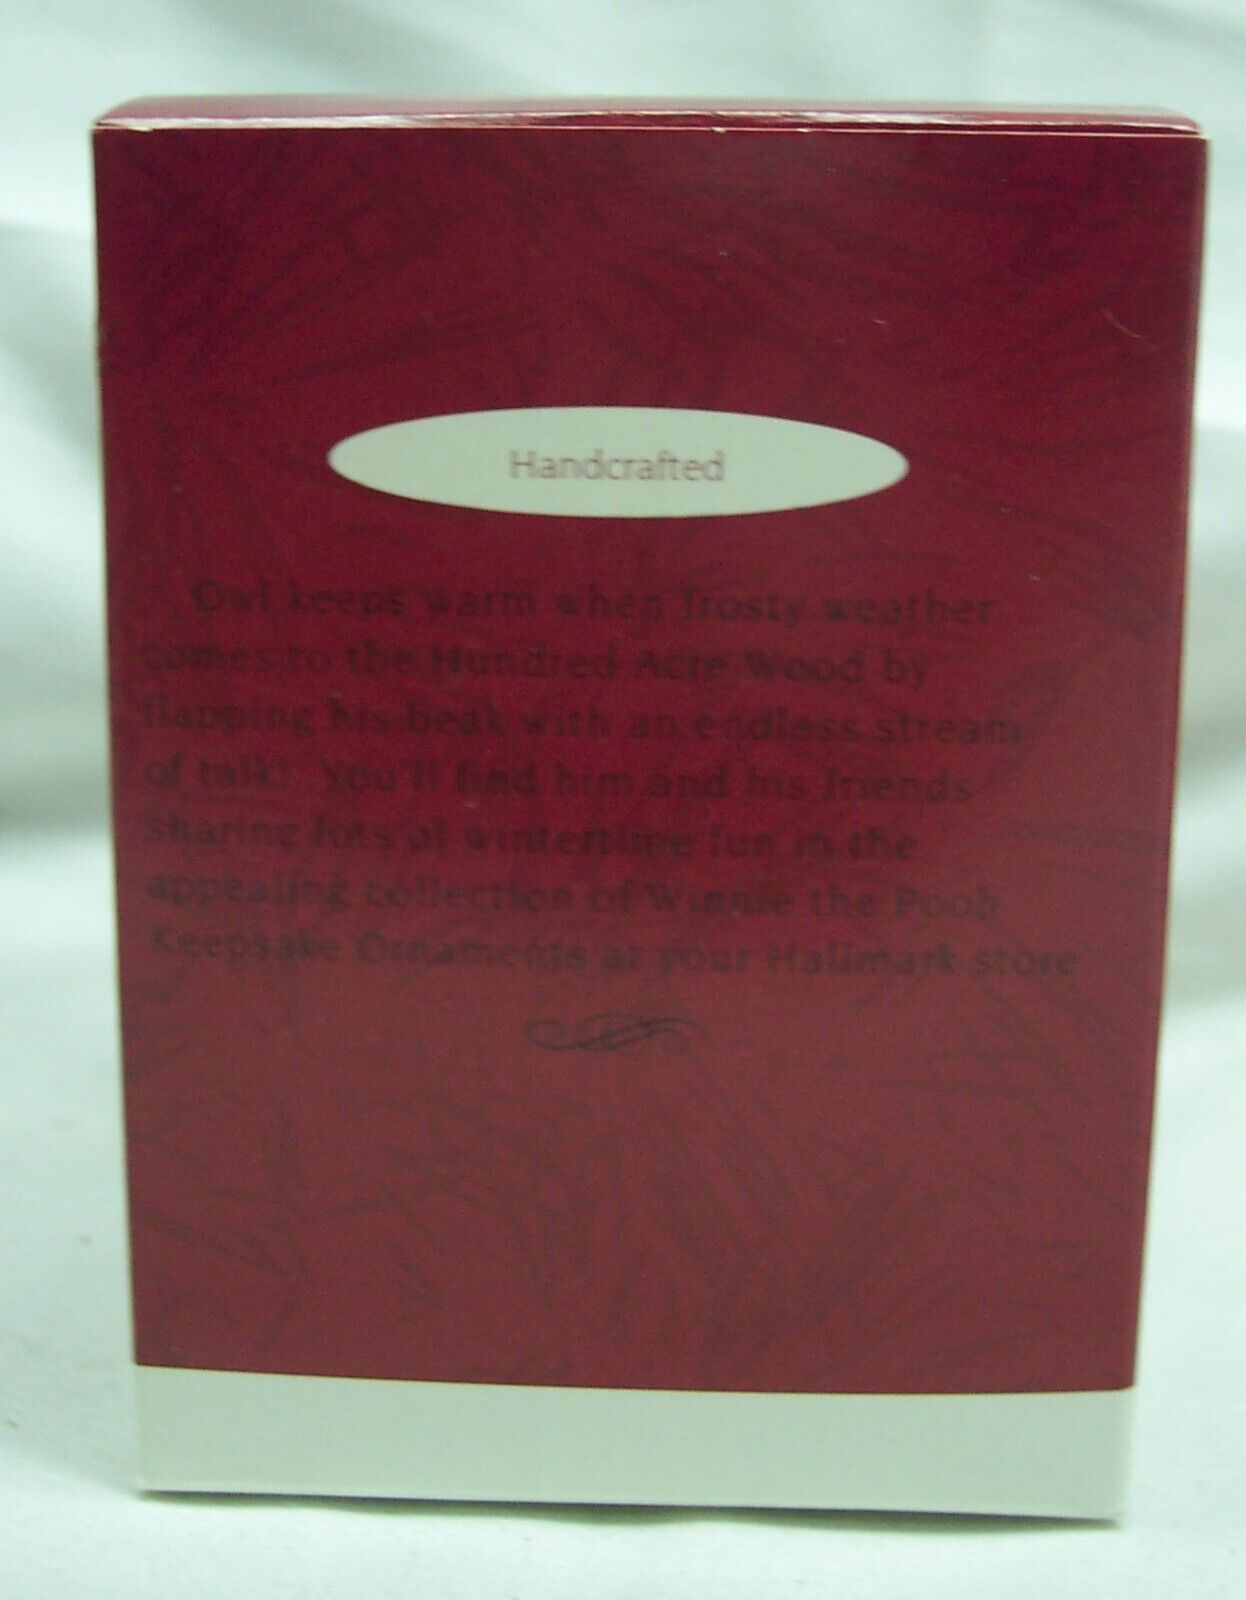 Handcrafted
Owl keeps warm when frosty weather
comes to the Hundred Acre Wood by
flapping his beak with an endless stream
of talk! You'll find him and his friends
sharing lots of wintertime fun in the
appealing collection of Winnie the Pooh
Keepsake Ornaments at your Hallmark store